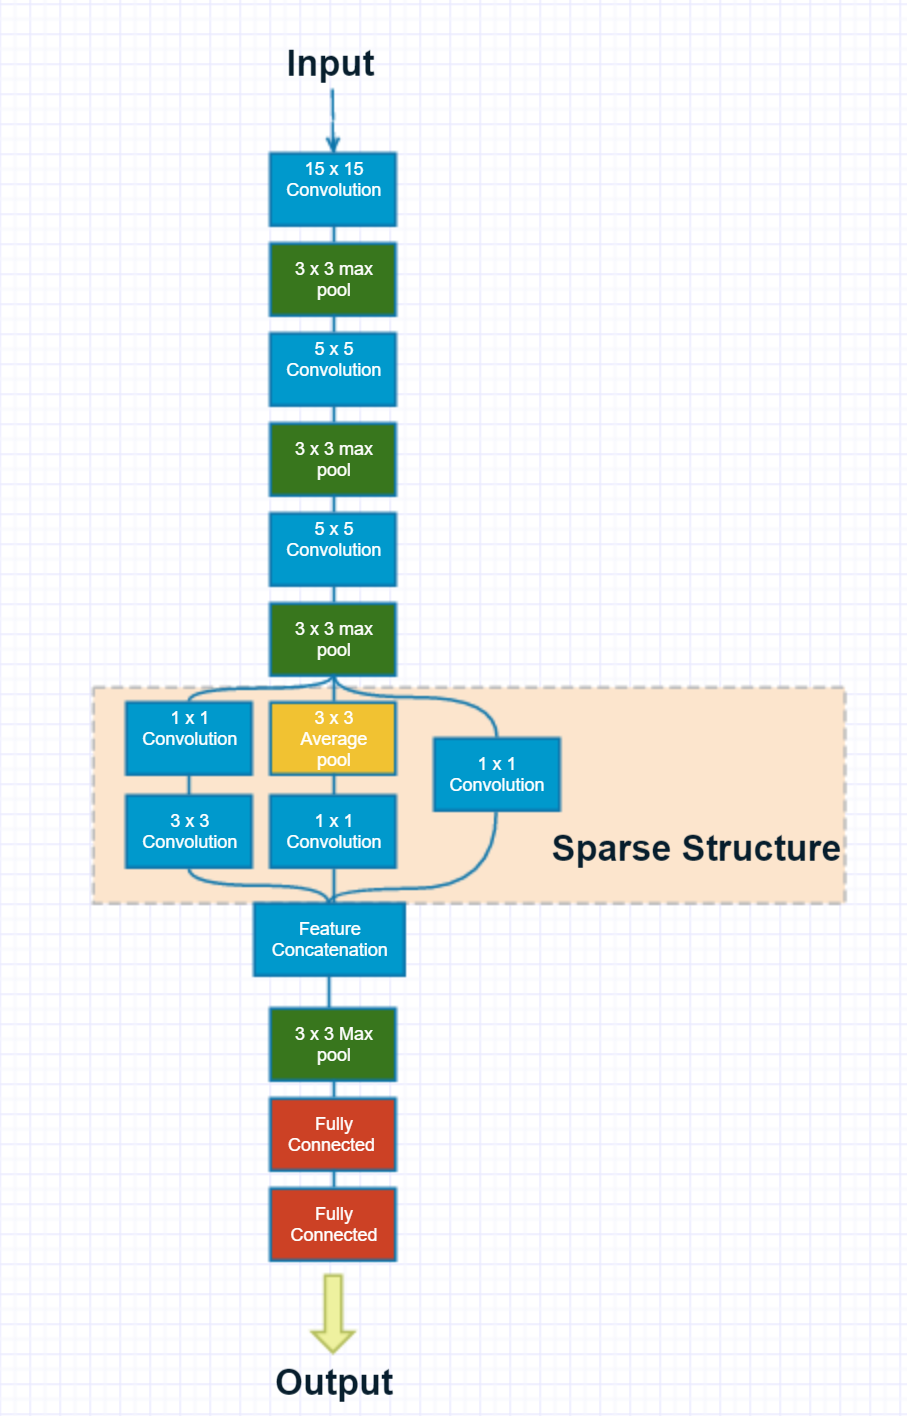 Input
15 x 15
Convolution
3 x 3 max
pool
5 x 5
Convolution
3 x 3 max
pool
5 x 5
Convolution
3 x 3 max
pool
1 x 1
Convolution
3 x 3
Average
pool
1 x 1
Convolution
3 x 3
Convolution
1 x 1
Convolution
Sparse Structure
Feature
Concatenation
3 x 3 Max
pool
Fully
Connected
Fully
Connected
Output